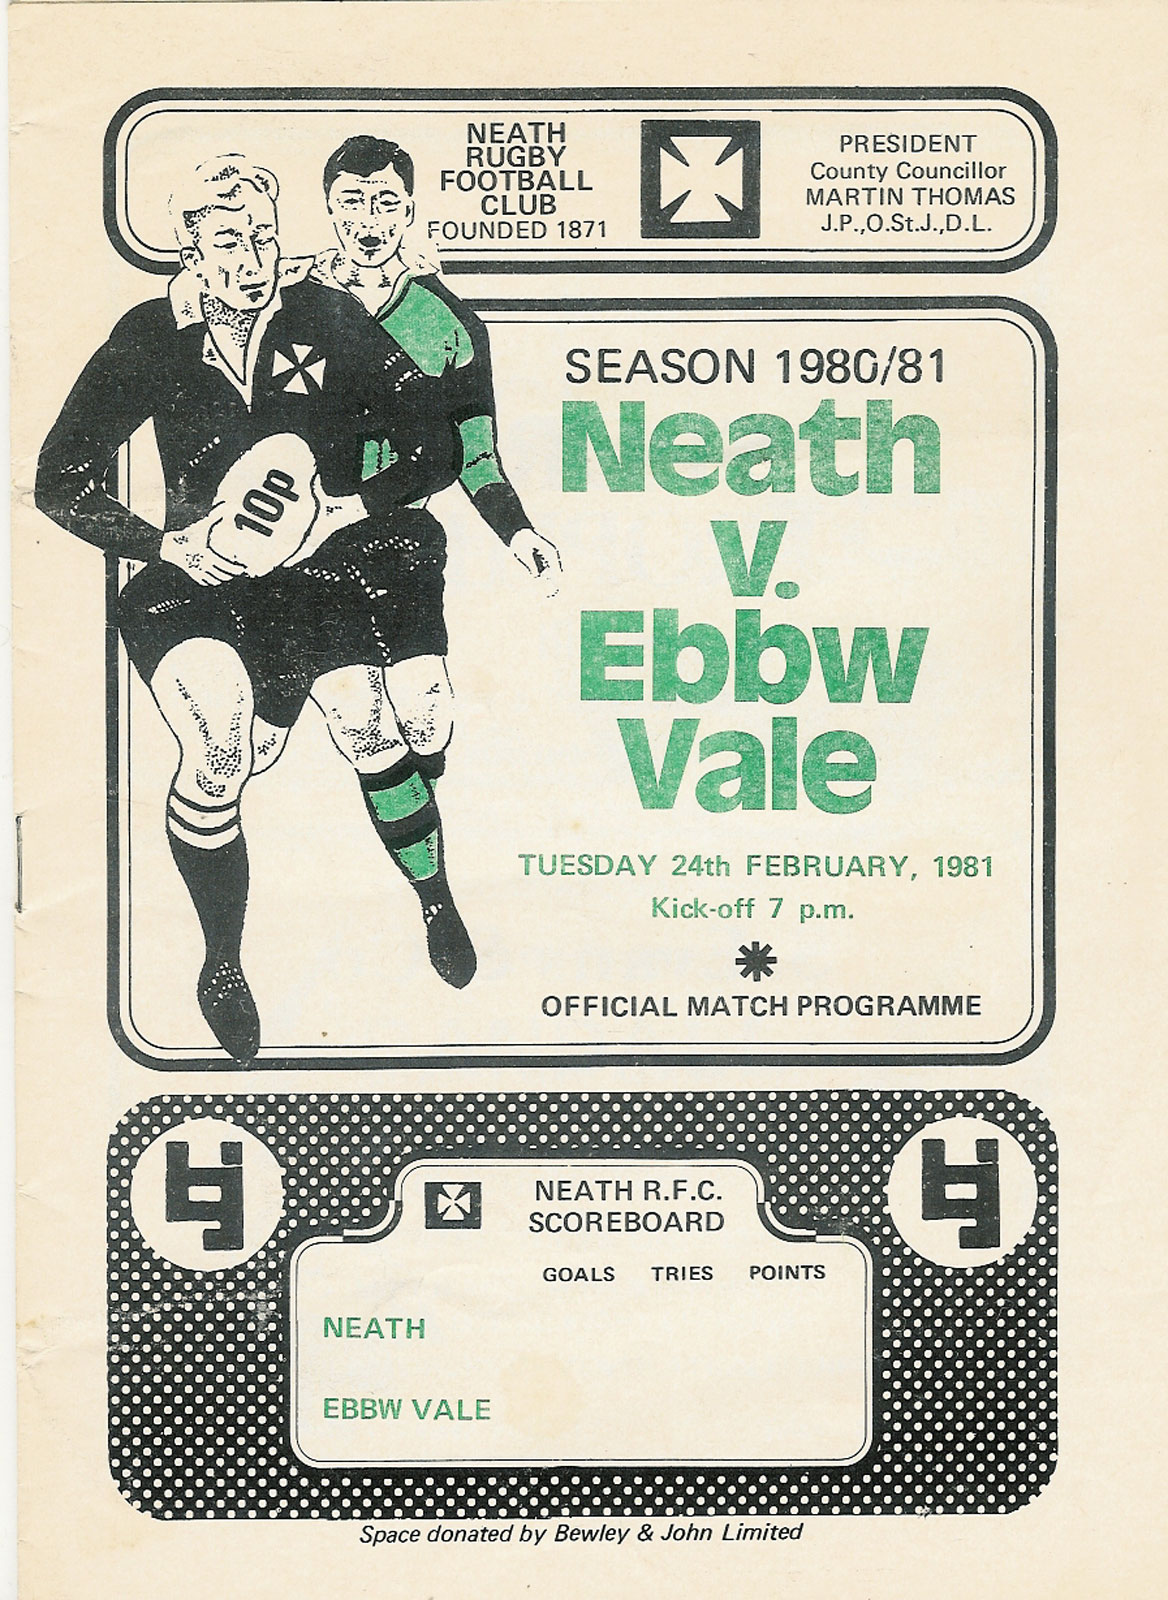 NEATH
RUGBY
FOOTBALL
CLUB
FOUNDED 1871
PRESIDENT
County Councillor
MARTIN THOMAS
J.P.,O.St.J.,D.L.
SEASON 1980/81
Neath
v.
Ebbw
Vale
10p
TUESDAY 24th FEBRUARY, 1981
Kick-off 7 p.m.
OFFICIAL MATCH PROGRAMME
NEATH R.F.C.
SCOREBOARD
GOALS TRIES POINTS
NEATH
EBBW VALE
Space donated by Bewley & John Limited